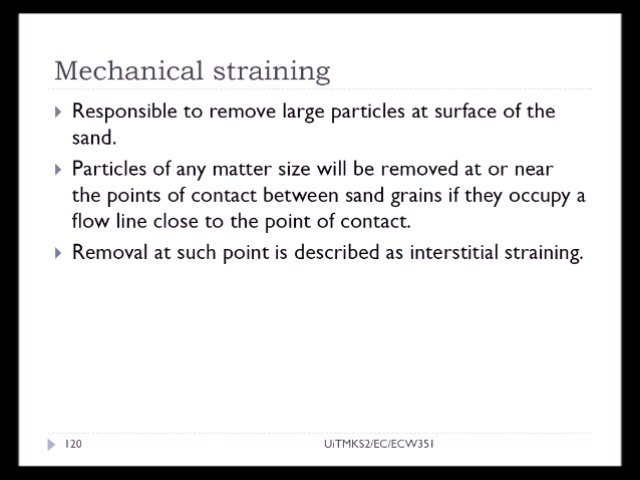 Mechanical straining
Responsible to remove large particles at surface of the
sand.
Particles of any matter size will be removed at or near
the points of contact between sand grains if they occupy a
flow line close to the point of contact.
Removal at such point is described as interstitial straining.
120
UiTMKS2/EC/ECW351